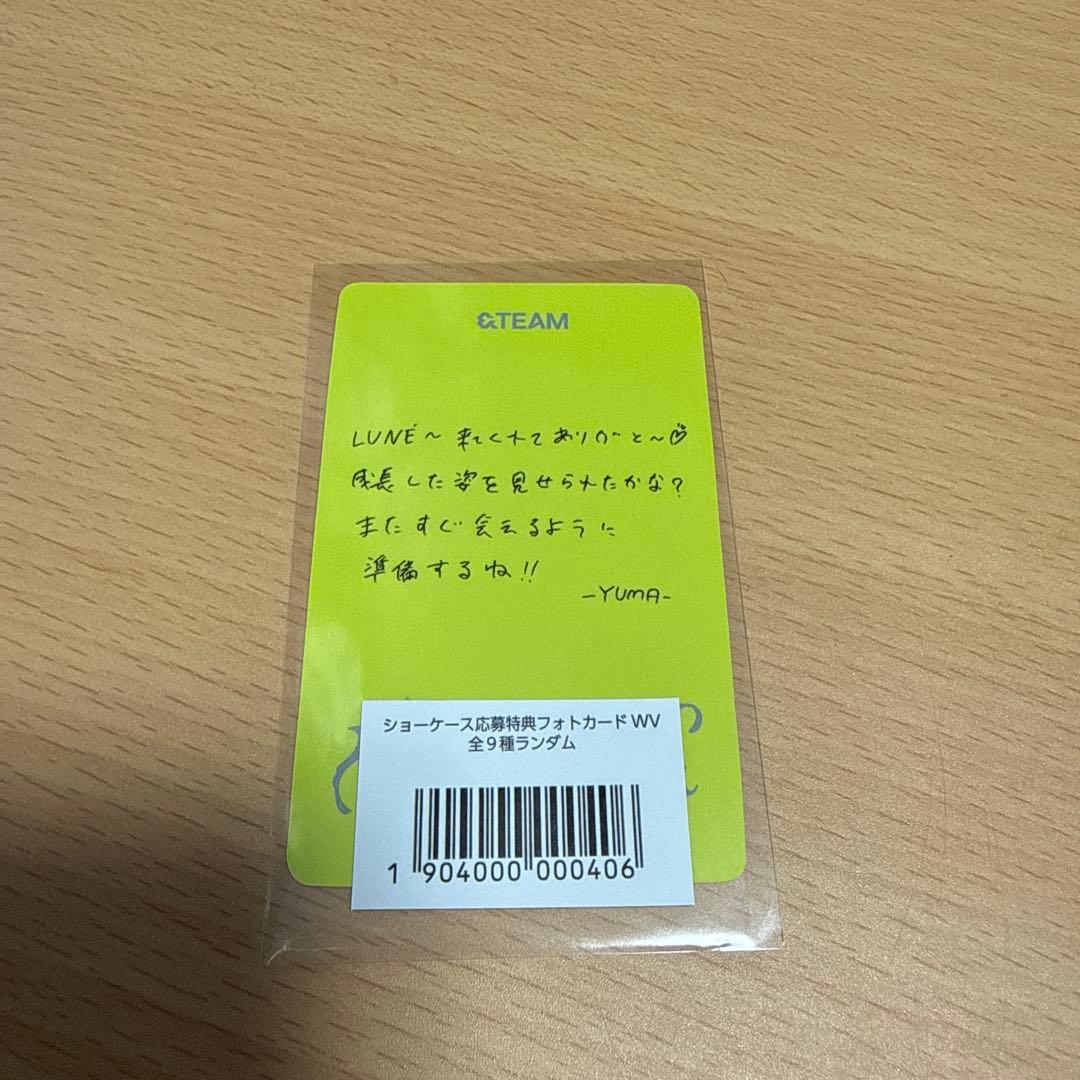 &TEAM
LUNÉ～ 来てくれてありがと～♡
成長した姿を見せられたかな?
またすぐ会えるように
準備するね!!
-YUMA-
ショーケース応募特典フォトカード WV
全9種ランダム
1 904000 000406